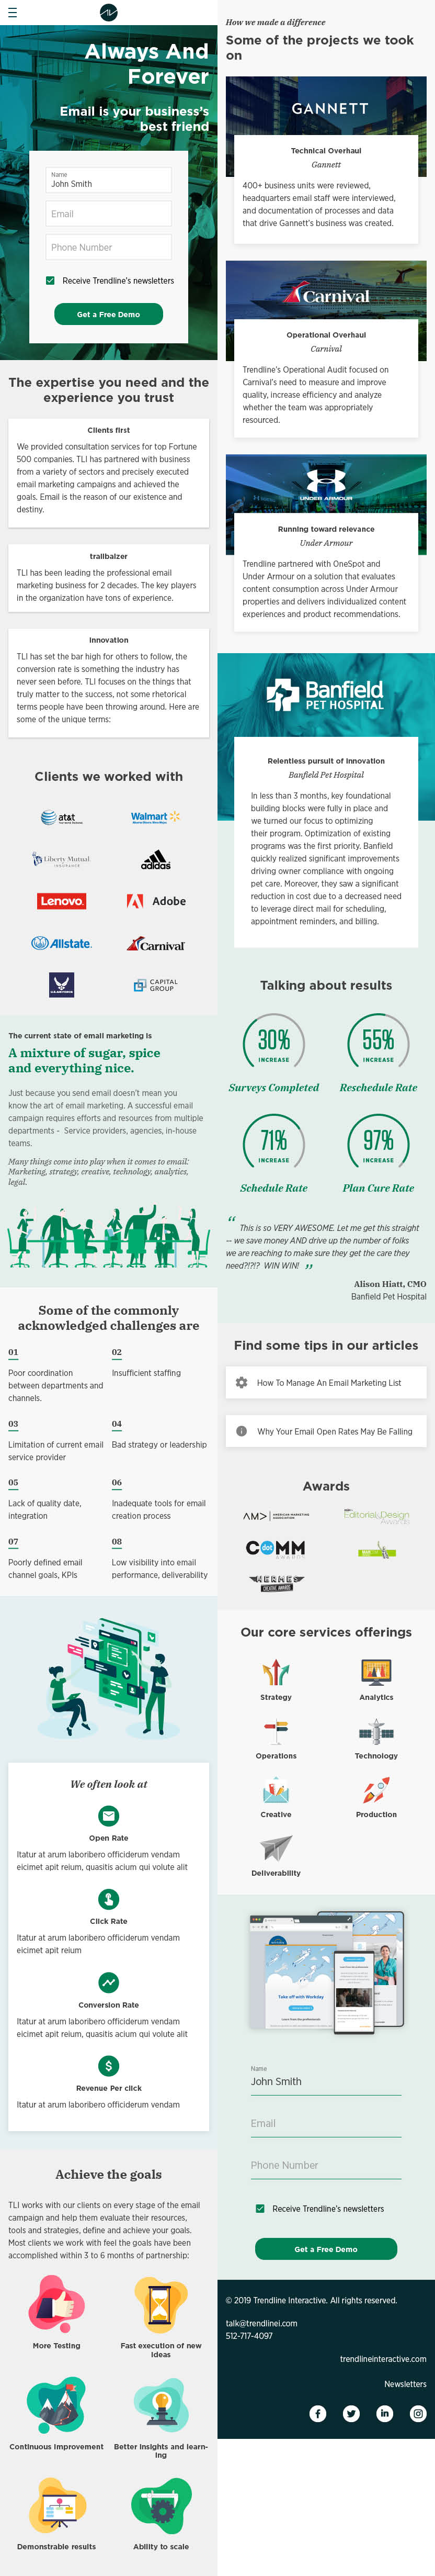 Always And
Forever
Email is your business's
best friend
Name
John Smith
Email
Phone Number
Receive Trendline's newsletters
Get a Free Demo
The expertise you need and the
experience you trust
Clients first
We provided consultation services for top Fortune
500 companies. TLI has partnered with business
from a variety of sectors and precisely executed
email marketing campaigns and achieved the
goals. Email is the reason of our existence and
destiny.
trailbalzer
TLI has been leading the professional email
marketing business for 2 decades. The key players
in the organization have tons of experience.
Innovation
TLI has set the bar high for others to follow, the
conversion rate is something the industry has
never seen before. TLI focuses on the things that
truly matter to the success, not some rhetorical
terms people have been throwing around. Here are
some of the unique terms:
Clients we worked with
at&t
Walmart
Liberty Mutual.
INSURANCE
adidas
Lenovo.
Adobe
Allstate.
Carnival
U.S. AIR FORCE
CAPITAL
GROUP
The current state of email marketing is
A mixture of sugar, spice
and everything nice.
Just because you send email doesn't mean you
know the art of email marketing. A successful email
campaign requires efforts and resources from multiple
departments - Service providers, agencies, in-house
teams.
Many things come into play when it comes to email:
Marketing, strategy, creative, technology, analytics,
legal.
Some of the commonly
acknowledged challenges are
01
Poor coordination
between departments and
channels.
02
Insufficient staffing
03
Limitation of current email
service provider
04
Bad strategy or leadership
05
Lack of quality date,
integration
06
Inadequate tools for email
creation process
07
Poorly defined email
channel goals, KPIs
08
Low visibility into email
performance, deliverability
We often look at
Open Rate
Itatur at arum laboribero officiderum vendam
eicimet apit reium, quasitis acium qui volute alit
Click Rate
Itatur at arum laboribero officiderum vendam
eicimet apit reium
Conversion Rate
Itatur at arum laboribero officiderum vendam
eicimet apit reium, quasitis acium qui volute alit
Revenue Per click
Itatur at arum laboribero officiderum vendam
Achieve the goals
TLI works with our clients on every stage of the email
campaign and help them evaluate their resources,
tools and strategies, define and achieve your goals.
Most clients we work with feel the goals have been
accomplished within 3 to 6 months of partnership:
More Testing
Fast execution of new
ideas
Continuous Improvement
Better insights and learn-
ing
Demonstrable results
Ability to scale
How we made a difference
Some of the projects we took
on
GANNETT
Technical Overhaul
Gannett
400+ business units were reviewed,
headquarters email staff were interviewed,
and documentation of processes and data
that drive Gannett's business was created.
Carnival
Operational Overhaul
Carnival
Trendline's Operational Audit focused on
Carnival's need to measure and improve
quality, increase efficiency and analyze
whether the team was appropriately
resourced.
UNDER ARMOUR
Running toward relevance
Under Armour
Trendline partnered with OneSpot and
Under Armour on a solution that evaluates
content consumption across Under Armour
properties and delivers individualized content
experiences and product recommendations.
Banfield
PET HOSPITAL
Relentless pursuit of innovation
Banfield Pet Hospital
In less than 3 months, key foundational
building blocks were fully in place and
we turned our focus to optimizing
their program. Optimization of existing
programs was the first priority. Banfield
quickly realized significant improvements
driving owner compliance with ongoing
pet care. Moreover, they saw a significant
reduction in cost due to a decreased need
to leverage direct mail for scheduling,
appointment reminders, and billing.
Talking about results
30%
INCREASE
Surveys Completed
55%
INCREASE
Reschedule Rate
71%
INCREASE
Schedule Rate
97%
INCREASE
Plan Cure Rate
“ This is so VERY AWESOME. Let me get this straight
-- we save money AND drive up the number of folks
we are reaching to make sure they get the care they
need?!?!? WIN WIN! ”
Alison Hiatt, CMO
Banfield Pet Hospital
Find some tips in our articles
How To Manage An Email Marketing List
Why Your Email Open Rates May Be Falling
Awards
AMA
AMERICAN MARKETING
ASSOCIATION
Editorial&Design
Awards
dotCOMM
AWARDS
HERMES
CREATIVE AWARDS
Our core services offerings
Strategy
Analytics
Operations
Technology
Creative
Production
Deliverability
Take off with Workday
Name
John Smith
Email
Phone Number
Receive Trendline's newsletters
Get a Free Demo
© 2019 Trendline Interactive. All rights reserved.
talk@trendlinei.com
512-717-4097
trendlineinteractive.com
Newsletters